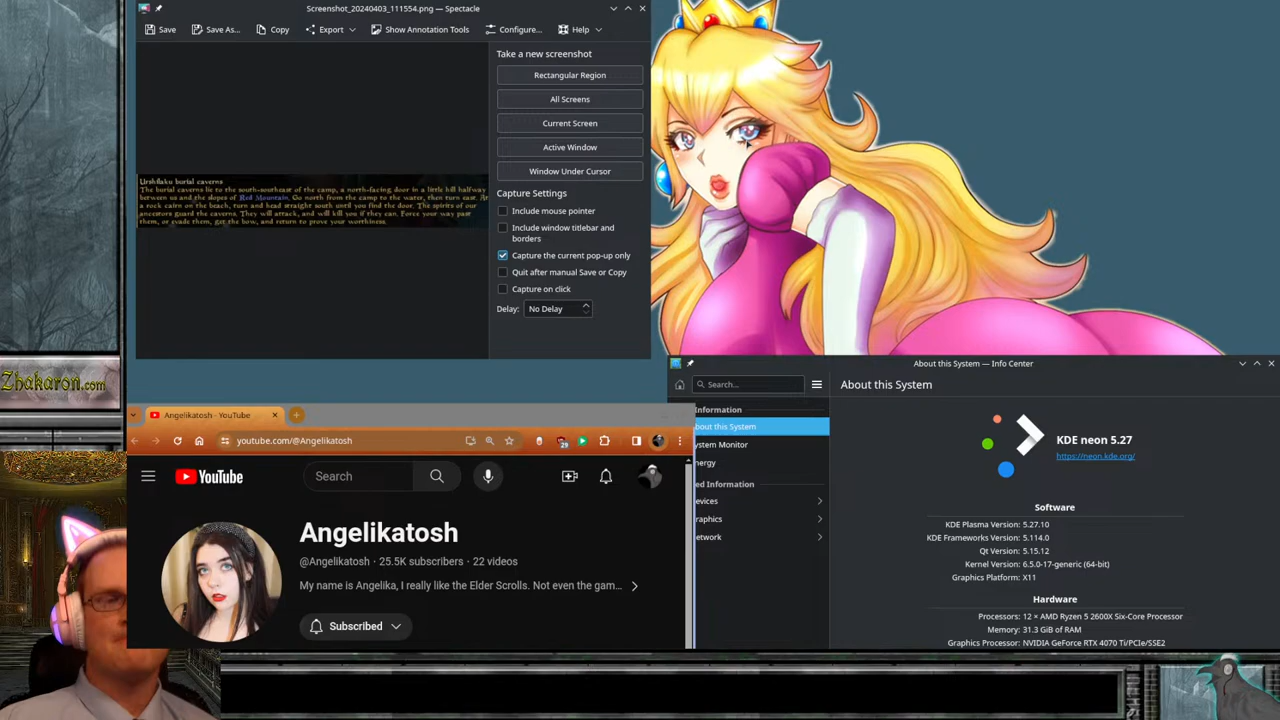 Screenshot_20240403_111554.png — Spectacle
Save
Save As...
Copy
Export
Show Annotation Tools
Configure...
Help
Take a new screenshot
Rectangular Region
All Screens
Current Screen
Active Window
Window Under Cursor
Capture Settings
Include mouse pointer
Include window titlebar and
borders
Capture the current pop-up only
Quit after manual Save or Copy
Capture on click
Delay:
No Delay
Urshilaku burial caverns
The burial caverns lie to the south-southeast of the camp, a north-facing door in a little hill halfway
between us and the slopes of Red Mountain. Go north from the camp to the water, then turn east. At
a rock cairn on the beach, turn and head straight south until you find the door. The spirits of our
ancestors guard the caverns. They will attack, and will kill you if they can. Force your way past
them, or evade them, get the bow, and return to prove your worthiness.
Zhakaron.com
About this System — Info Center
Search...
About this System
nformation
bout this System
ystem Monitor
nergy
ed Information
evices
raphics
etwork
KDE neon 5.27
https://neon.kde.org/
Software
KDE Plasma Version: 5.27.10
KDE Frameworks Version: 5.114.0
Qt Version: 5.15.12
Kernel Version: 6.5.0-17-generic (64-bit)
Graphics Platform: X11
Hardware
Processors: 12 × AMD Ryzen 5 2600X Six-Core Processor
Memory: 31.3 GiB of RAM
Graphics Processor: NVIDIA GeForce RTX 4070 Ti/PCIe/SSE2
Angelikatosh - YouTube
youtube.com/@Angelikatosh
29
YouTube
Search
Angelikatosh
@Angelikatosh • 25.5K subscribers • 22 videos
My name is Angelika, I really like the Elder Scrolls. Not even the gam...
Subscribed